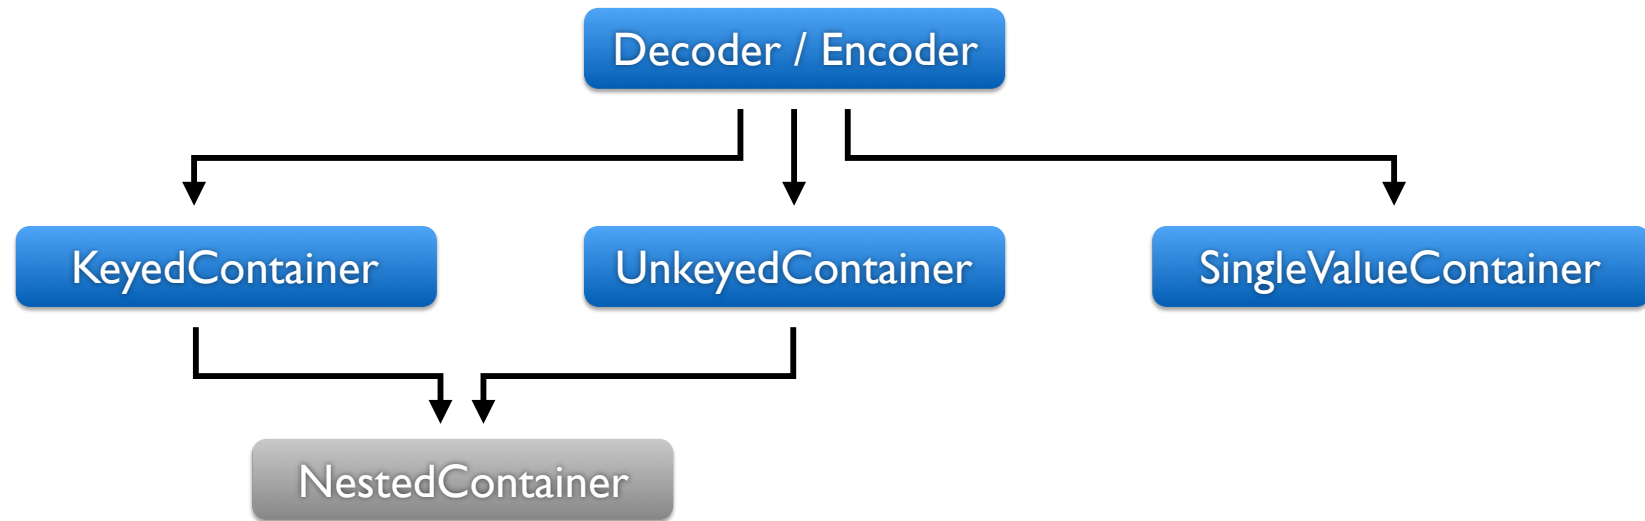 Decoder / Encoder
KeyedContainer
UnkeyedContainer
SingleValueContainer
NestedContainer